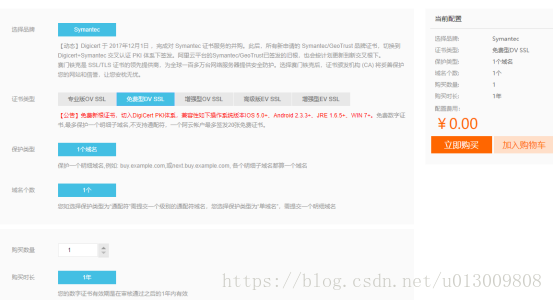 选择品牌
Symantec
【动态】Digicert 于 2017年12月1日 ，完成对 Symantec 证书服务的并购。此后，所有新申请的 Symantec/GeoTrust 品牌证书，切换到
Digicert+Symantec 交叉认证 PKI 体系下签发。阿里云平台的Symantec/GeoTrust已签发的旧根，也会按计划更新到新交叉根下。
赛门铁克是 SSL/TLS 证书的领先提供商，为全球一百多万台网络服务器提供安全防护。选择赛门铁克后，证书颁发机构 (CA) 将妥善保护
您的网站和信誉，让您安枕无忧。
证书类型
专业版OV SSL
免费型DV SSL
增强型OV SSL
高级版EV SSL
增强型EV SSL
【公告】免费新根证书，切入DigiCert PKI体系，兼容性如下操作系统版本IOS 5.0+、Android 2.3.3+、JRE 1.6.5+、WIN 7+。免费数字证
书,最多保护一个明细子域名,不支持通配符，一个阿云帐户最多签发20张免费证书。
保护类型
1个域名
保护一个明细域名,例如: buy.example.com,或next.buy.example.com, 各个明细子域名都算一个域名
域名个数
1个
您如选择保护类型为“通配符”需提交一个级别的通配符域名，您选择保护类型为“单域名”，需提交一个明细域名
购买数量
1
购买时长
1年
您的数字证书有效期是在审核通过之后的1年内有效
当前配置
选择品牌: Symantec
证书类型: 免费型DV SSL
保护类型: 1个域名
域名个数: 1个
购买数量: 1
购买时长: 1年
配置费用：
￥0.00
立即购买
加入购物车
https://blog.csdn.net/u013009808